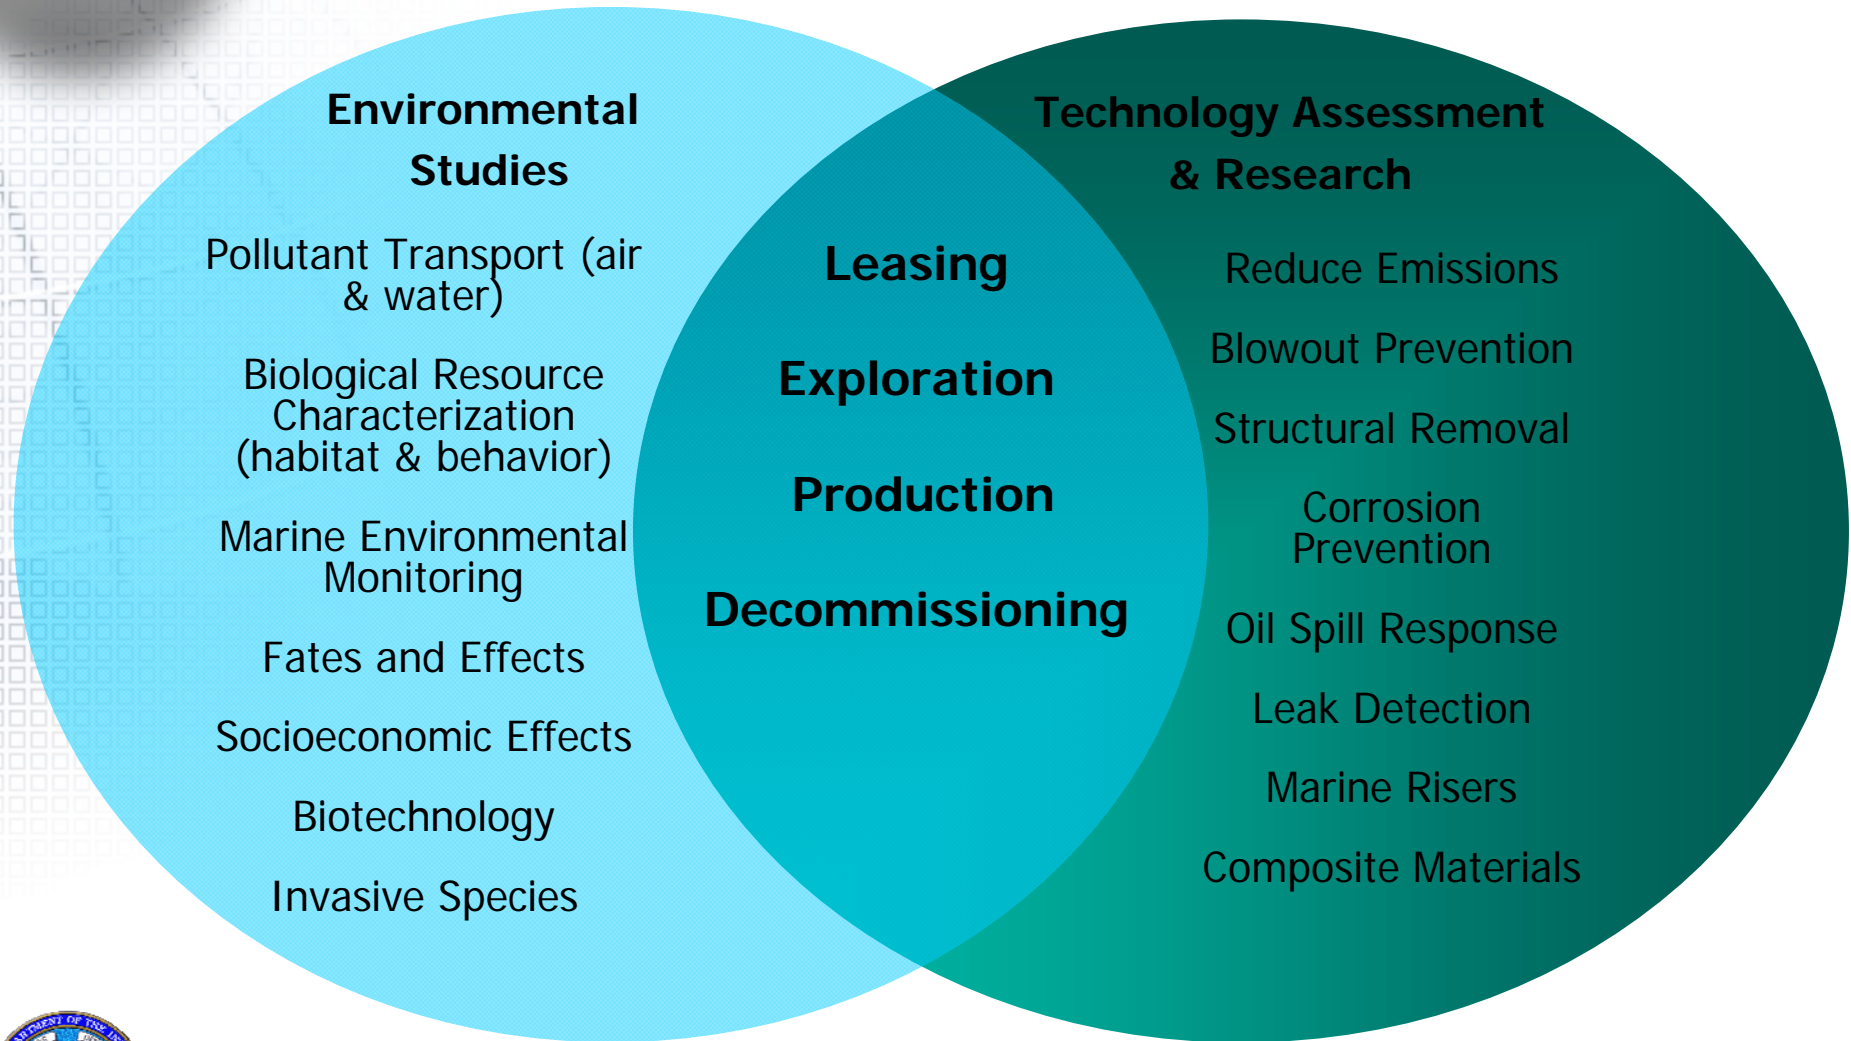 Environmental
Studies
Pollutant Transport (air
& water)
Biological Resource
Characterization
(habitat & behavior)
Marine Environmental
Monitoring
Fates and Effects
Socioeconomic Effects
Biotechnology
Invasive Species
Leasing
Exploration
Production
Decommissioning
Technology Assessment
& Research
Reduce Emissions
Blowout Prevention
Structural Removal
Corrosion
Prevention
Oil Spill Response
Leak Detection
Marine Risers
Composite Materials
OF THE